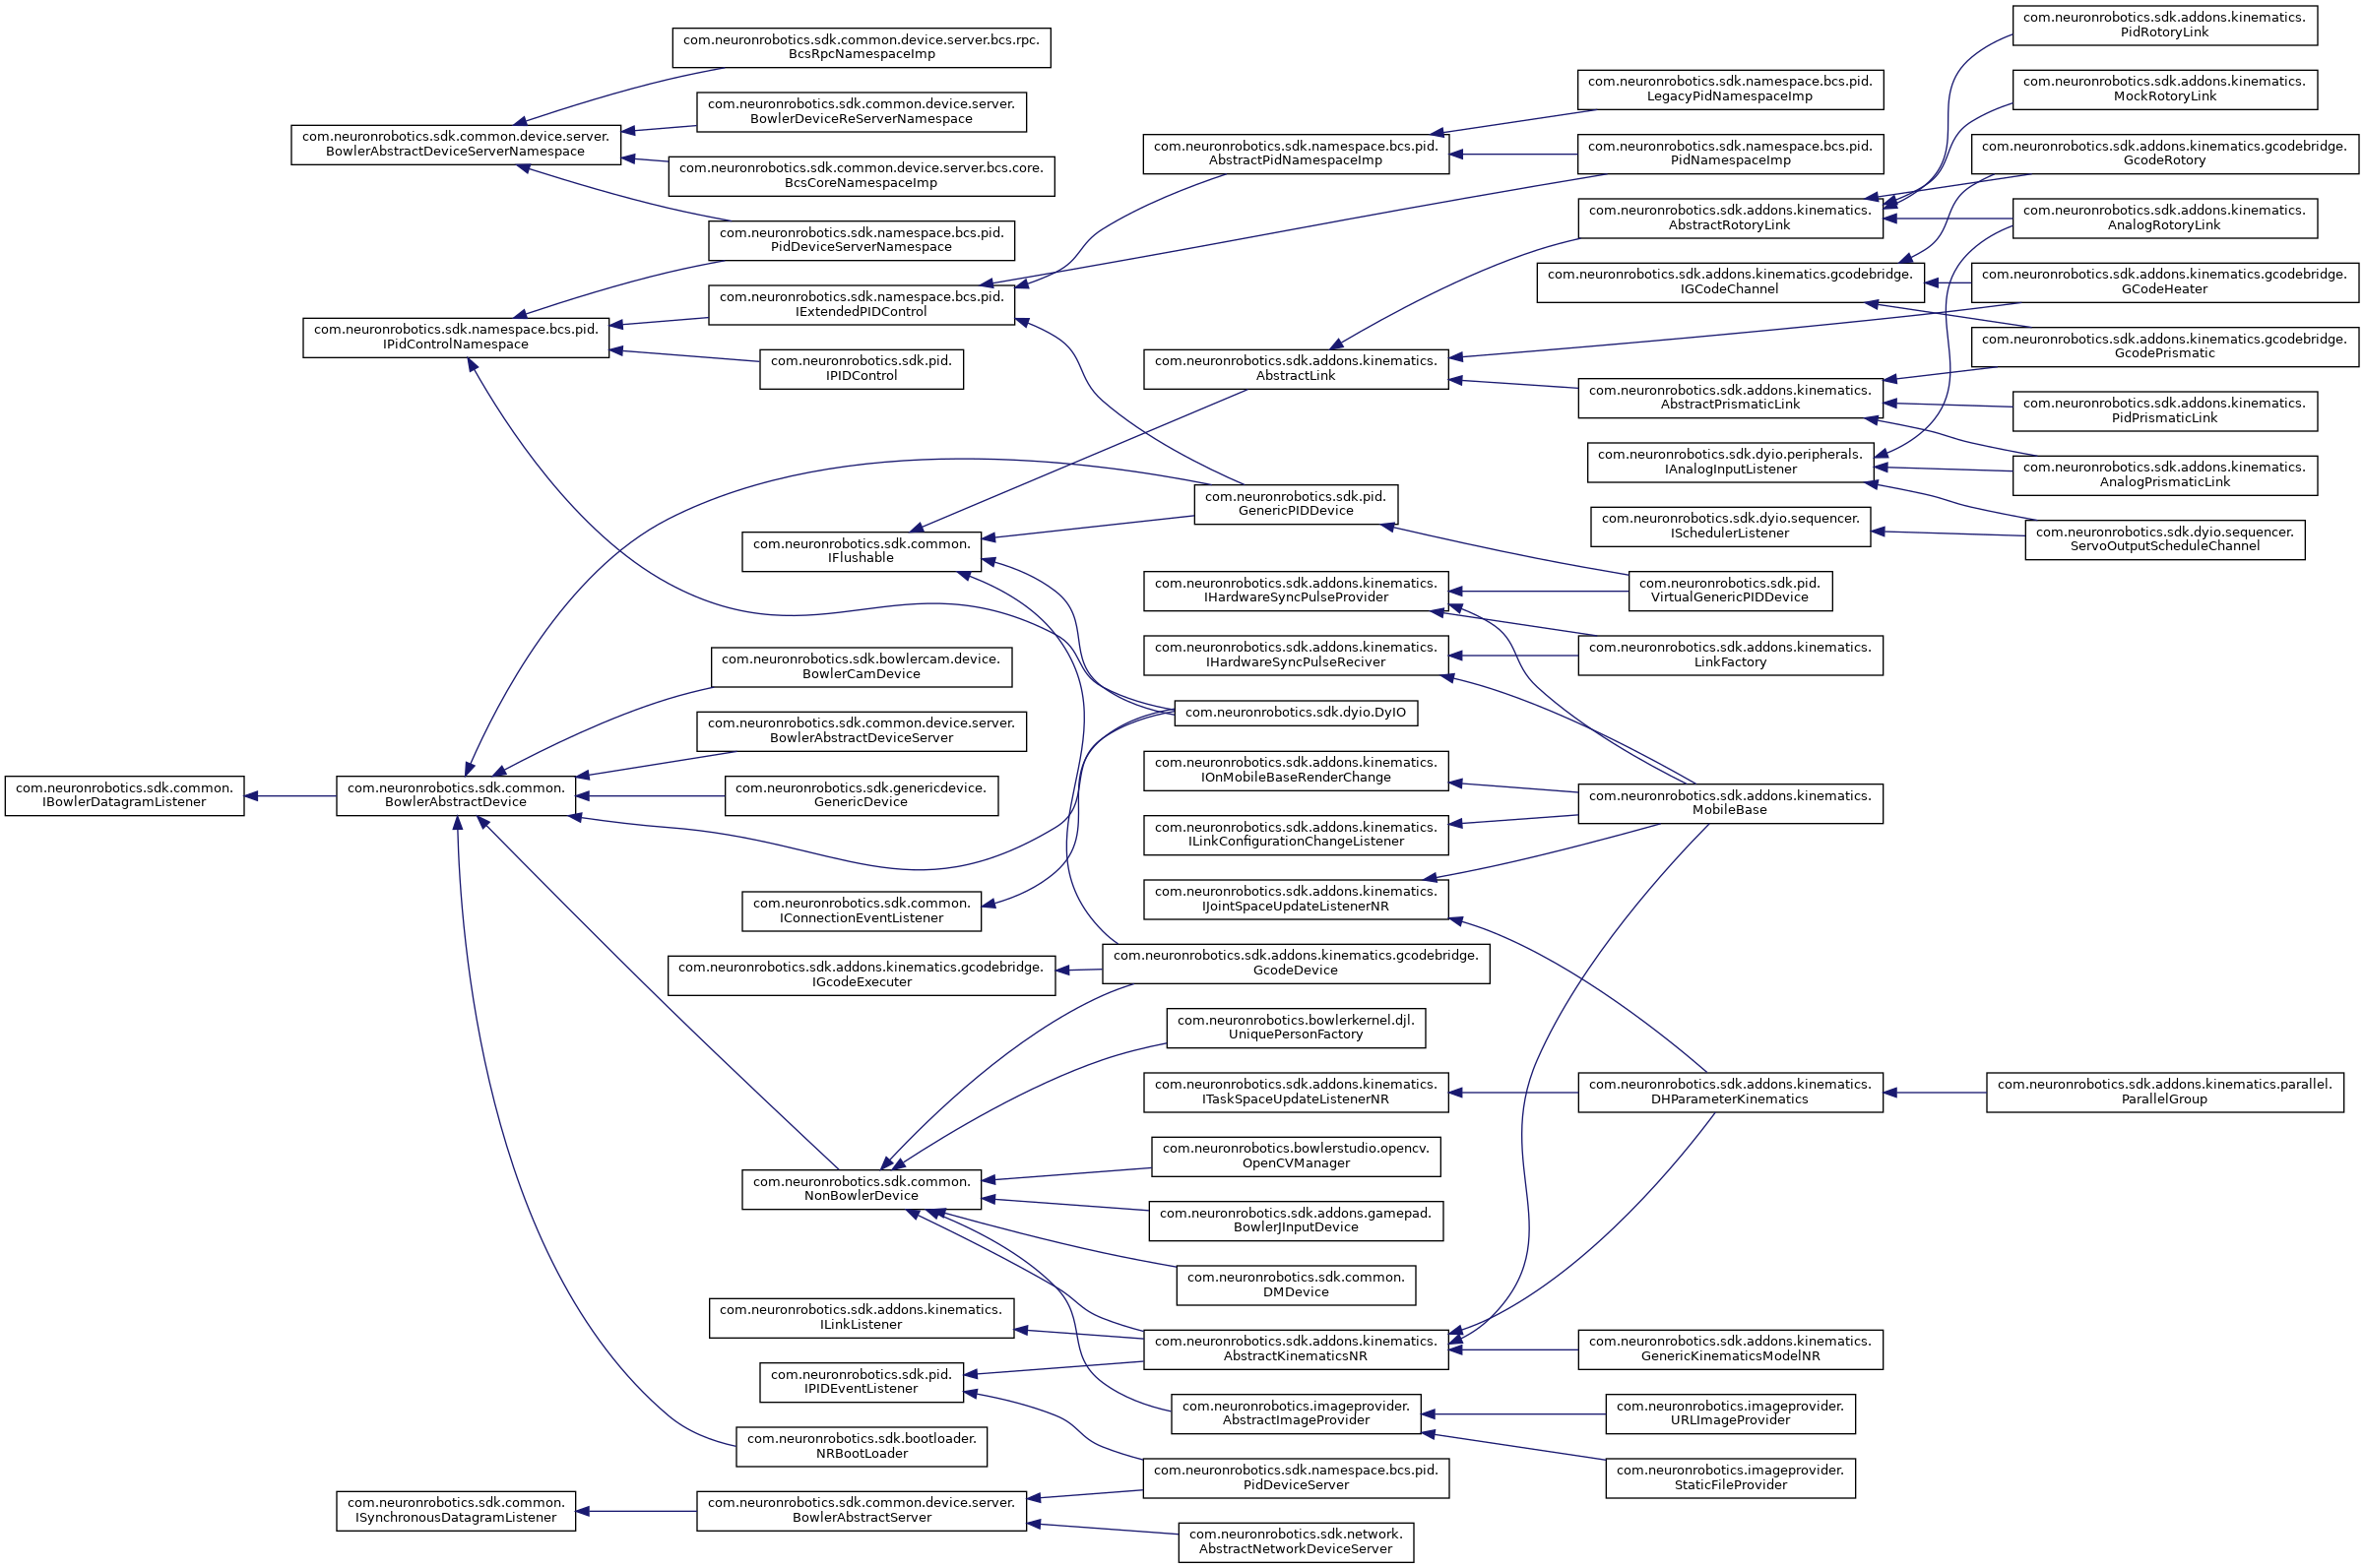 com.neuronrobotics.sdk.common.
IBowlerDatagramListener
com.neuronrobotics.sdk.common.device.server.
BowlerAbstractDeviceServerNamespace
com.neuronrobotics.sdk.namespace.bcs.pid.
IPidControlNamespace
com.neuronrobotics.sdk.common.
BowlerAbstractDevice
com.neuronrobotics.sdk.common.
ISynchronousDatagramListener
com.neuronrobotics.sdk.common.device.server.bcs.rpc.
BcsRpcNamespaceImp
com.neuronrobotics.sdk.common.device.server.
BowlerDeviceReServerNamespace
com.neuronrobotics.sdk.common.device.server.bcs.core.
BcsCoreNamespaceImp
com.neuronrobotics.sdk.namespace.bcs.pid.
PidDeviceServerNamespace
com.neuronrobotics.sdk.namespace.bcs.pid.
IExtendedPIDControl
com.neuronrobotics.sdk.pid.
IPIDControl
com.neuronrobotics.sdk.common.
IFlushable
com.neuronrobotics.sdk.bowlercam.device.
BowlerCamDevice
com.neuronrobotics.sdk.common.device.server.
BowlerAbstractDeviceServer
com.neuronrobotics.sdk.genericdevice.
GenericDevice
com.neuronrobotics.sdk.common.
IConnectionEventListener
com.neuronrobotics.sdk.addons.kinematics.gcodebridge.
IGcodeExecuter
com.neuronrobotics.sdk.common.
NonBowlerDevice
com.neuronrobotics.sdk.addons.kinematics.
ILinkListener
com.neuronrobotics.sdk.pid.
IPIDEventListener
com.neuronrobotics.sdk.bootloader.
NRBootLoader
com.neuronrobotics.sdk.common.device.server.
BowlerAbstractServer
com.neuronrobotics.sdk.namespace.bcs.pid.
AbstractPidNamespaceImp
com.neuronrobotics.sdk.addons.kinematics.
AbstractLink
com.neuronrobotics.sdk.pid.
GenericPIDDevice
com.neuronrobotics.sdk.addons.kinematics.
IHardwareSyncPulseProvider
com.neuronrobotics.sdk.addons.kinematics.
IHardwareSyncPulseReciver
com.neuronrobotics.sdk.dyio.DyIO
com.neuronrobotics.sdk.addons.kinematics.
IOnMobileBaseRenderChange
com.neuronrobotics.sdk.addons.kinematics.
ILinkConfigurationChangeListener
com.neuronrobotics.sdk.addons.kinematics.
IJointSpaceUpdateListenerNR
com.neuronrobotics.sdk.addons.kinematics.gcodebridge.
GcodeDevice
com.neuronrobotics.bowlerkernel.djl.
UniquePersonFactory
com.neuronrobotics.sdk.addons.kinematics.
ITaskSpaceUpdateListenerNR
com.neuronrobotics.bowlerstudio.opencv.
OpenCVManager
com.neuronrobotics.sdk.addons.gamepad.
BowlerJInputDevice
com.neuronrobotics.sdk.common.
DMDevice
com.neuronrobotics.sdk.addons.kinematics.
AbstractKinematicsNR
com.neuronrobotics.imageprovider.
AbstractImageProvider
com.neuronrobotics.sdk.namespace.bcs.pid.
PidDeviceServer
com.neuronrobotics.sdk.network.
AbstractNetworkDeviceServer
com.neuronrobotics.sdk.namespace.bcs.pid.
LegacyPidNamespaceImp
com.neuronrobotics.sdk.namespace.bcs.pid.
PidNamespaceImp
com.neuronrobotics.sdk.addons.kinematics.
AbstractRotoryLink
com.neuronrobotics.sdk.addons.kinematics.gcodebridge.
IGCodeChannel
com.neuronrobotics.sdk.addons.kinematics.
AbstractPrismaticLink
com.neuronrobotics.sdk.dyio.peripherals.
IAnalogInputListener
com.neuronrobotics.sdk.dyio.sequencer.
ISchedulerListener
com.neuronrobotics.sdk.pid.
VirtualGenericPIDDevice
com.neuronrobotics.sdk.addons.kinematics.
LinkFactory
com.neuronrobotics.sdk.addons.kinematics.
MobileBase
com.neuronrobotics.sdk.addons.kinematics.
DHParameterKinematics
com.neuronrobotics.sdk.addons.kinematics.
GenericKinematicsModelNR
com.neuronrobotics.imageprovider.
URLImageProvider
com.neuronrobotics.imageprovider.
StaticFileProvider
com.neuronrobotics.sdk.addons.kinematics.
PidRotoryLink
com.neuronrobotics.sdk.addons.kinematics.
MockRotoryLink
com.neuronrobotics.sdk.addons.kinematics.gcodebridge.
GcodeRotory
com.neuronrobotics.sdk.addons.kinematics.
AnalogRotoryLink
com.neuronrobotics.sdk.addons.kinematics.gcodebridge.
GCodeHeater
com.neuronrobotics.sdk.addons.kinematics.gcodebridge.
GcodePrismatic
com.neuronrobotics.sdk.addons.kinematics.
PidPrismaticLink
com.neuronrobotics.sdk.addons.kinematics.
AnalogPrismaticLink
com.neuronrobotics.sdk.dyio.sequencer.
ServoOutputScheduleChannel
com.neuronrobotics.sdk.addons.kinematics.parallel.
ParallelGroup